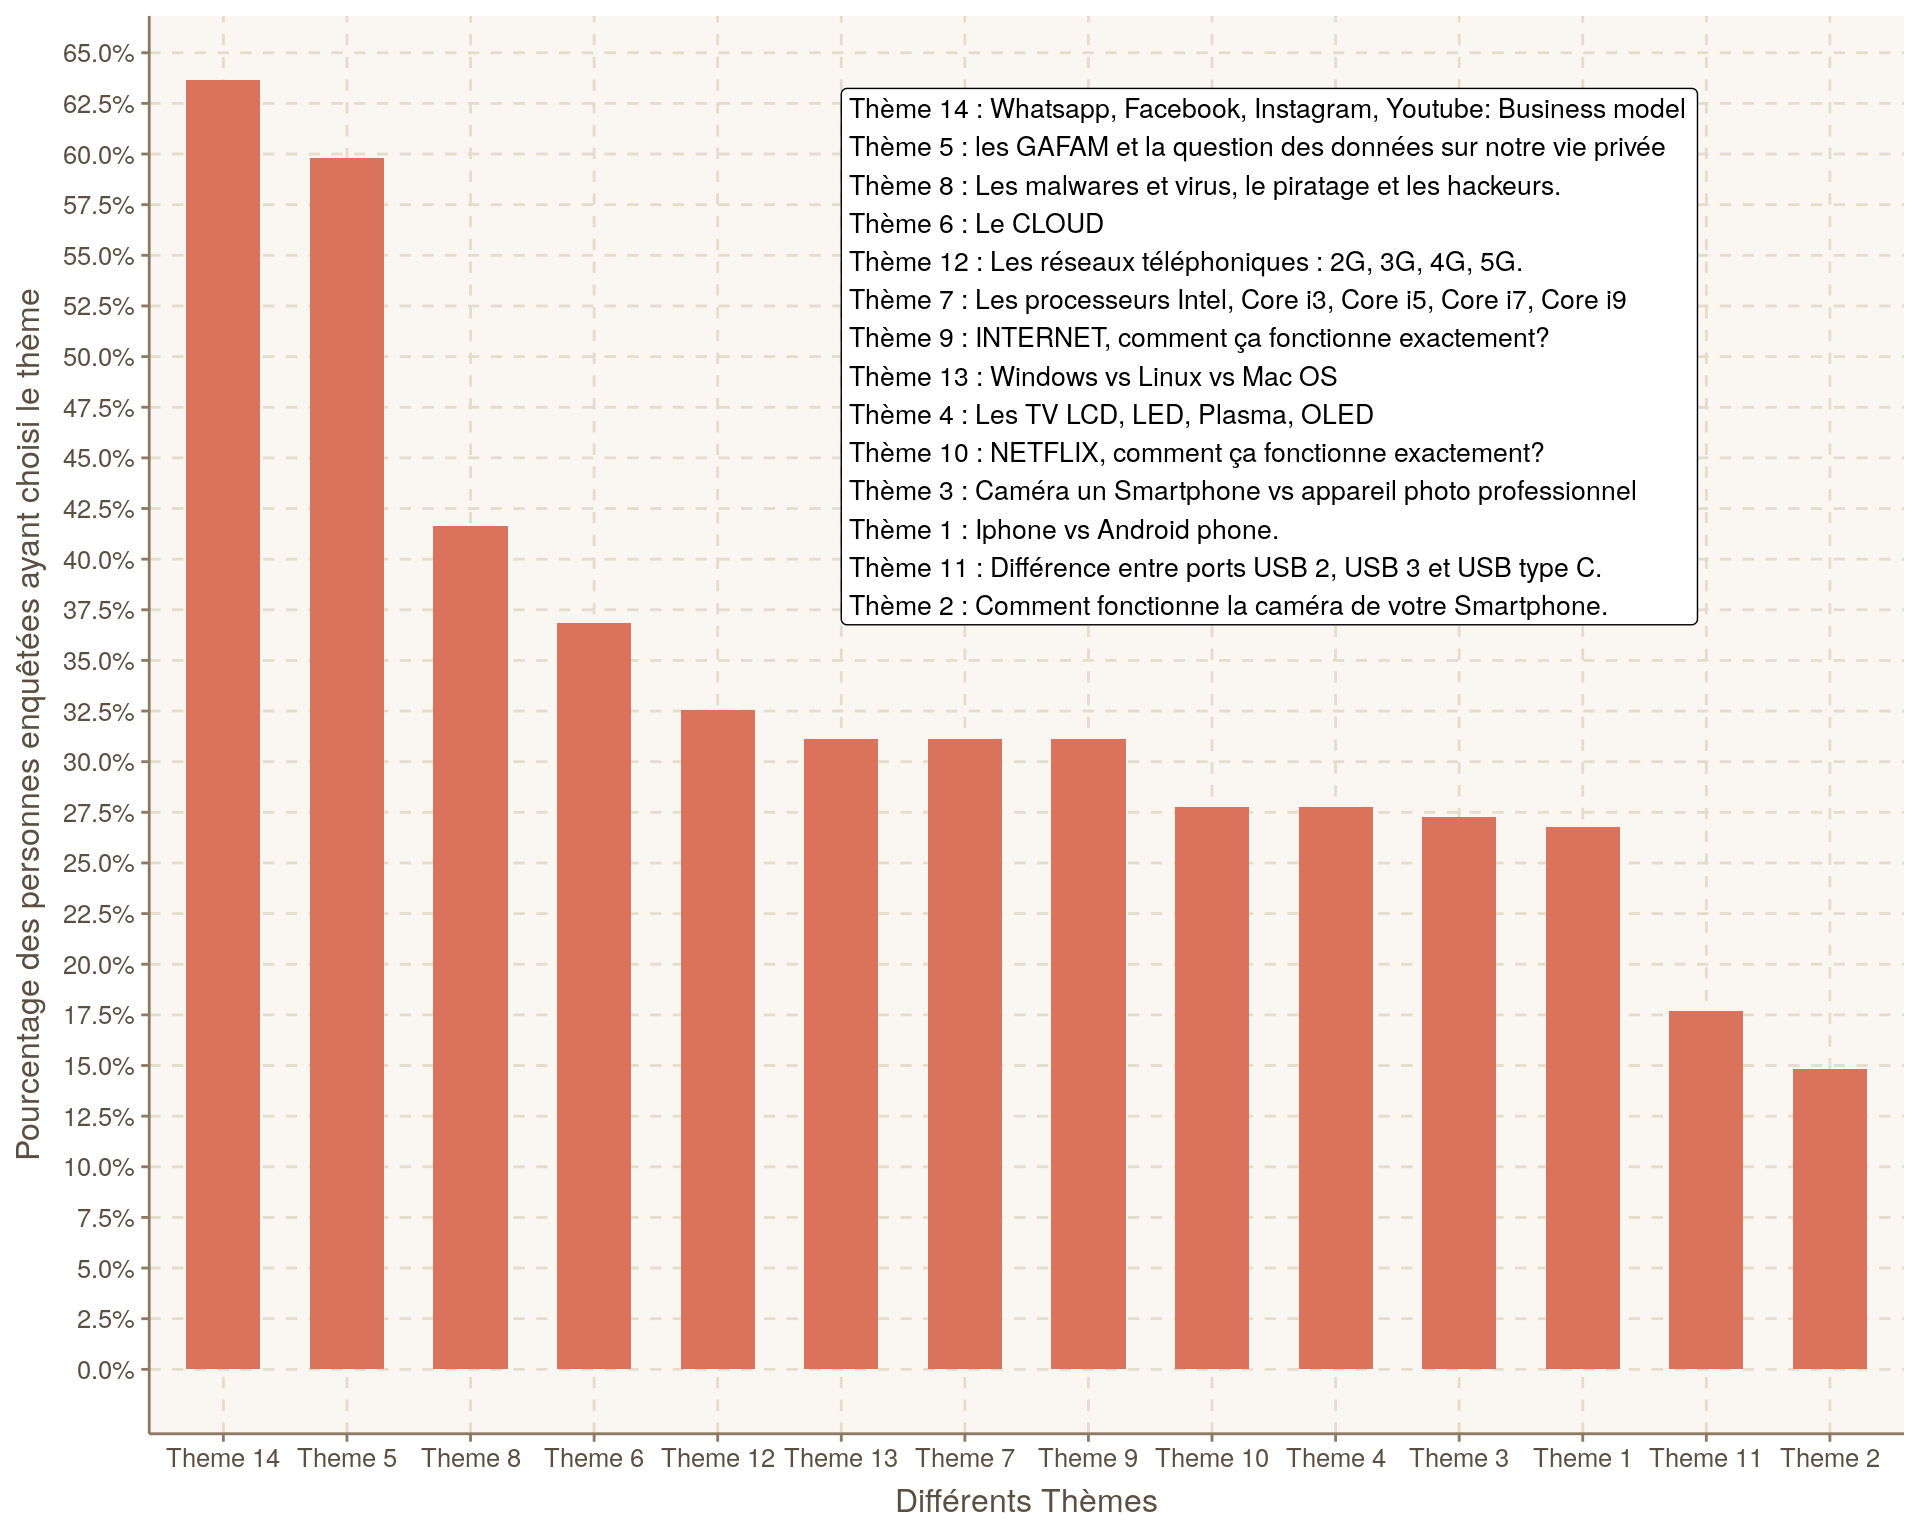 65.0%
62.5%
60.0%
57.5%
55.0%
52.5%
50.0%
47.5%
45.0%
42.5%
40.0%
37.5%
35.0%
32.5%
30.0%
27.5%
25.0%
22.5%
20.0%
17.5%
15.0%
12.5%
10.0%
7.5%
5.0%
2.5%
0.0%
Pourcentage des personnes enquêtées ayant choisi le thème
Thème 14 : Whatsapp, Facebook, Instagram, Youtube: Business model
Thème 5 : les GAFAM et la question des données sur notre vie privée
Thème 8 : Les malwares et virus, le piratage et les hackeurs.
Thème 6 : Le CLOUD
Thème 12 : Les réseaux téléphoniques : 2G, 3G, 4G, 5G.
Thème 7 : Les processeurs Intel, Core i3, Core i5, Core i7, Core i9
Thème 9 : INTERNET, comment ça fonctionne exactement?
Thème 13 : Windows vs Linux vs Mac OS
Thème 4 : Les TV LCD, LED, Plasma, OLED
Thème 10 : NETFLIX, comment ça fonctionne exactement?
Thème 3 : Caméra un Smartphone vs appareil photo professionnel
Thème 1 : Iphone vs Android phone.
Thème 11 : Différence entre ports USB 2, USB 3 et USB type C.
Thème 2 : Comment fonctionne la caméra de votre Smartphone.
Theme 14 Theme 5 Theme 8 Theme 6 Theme 12 Theme 13 Theme 7 Theme 9 Theme 10 Theme 4 Theme 3 Theme 1 Theme 11 Theme 2
Différents Thèmes